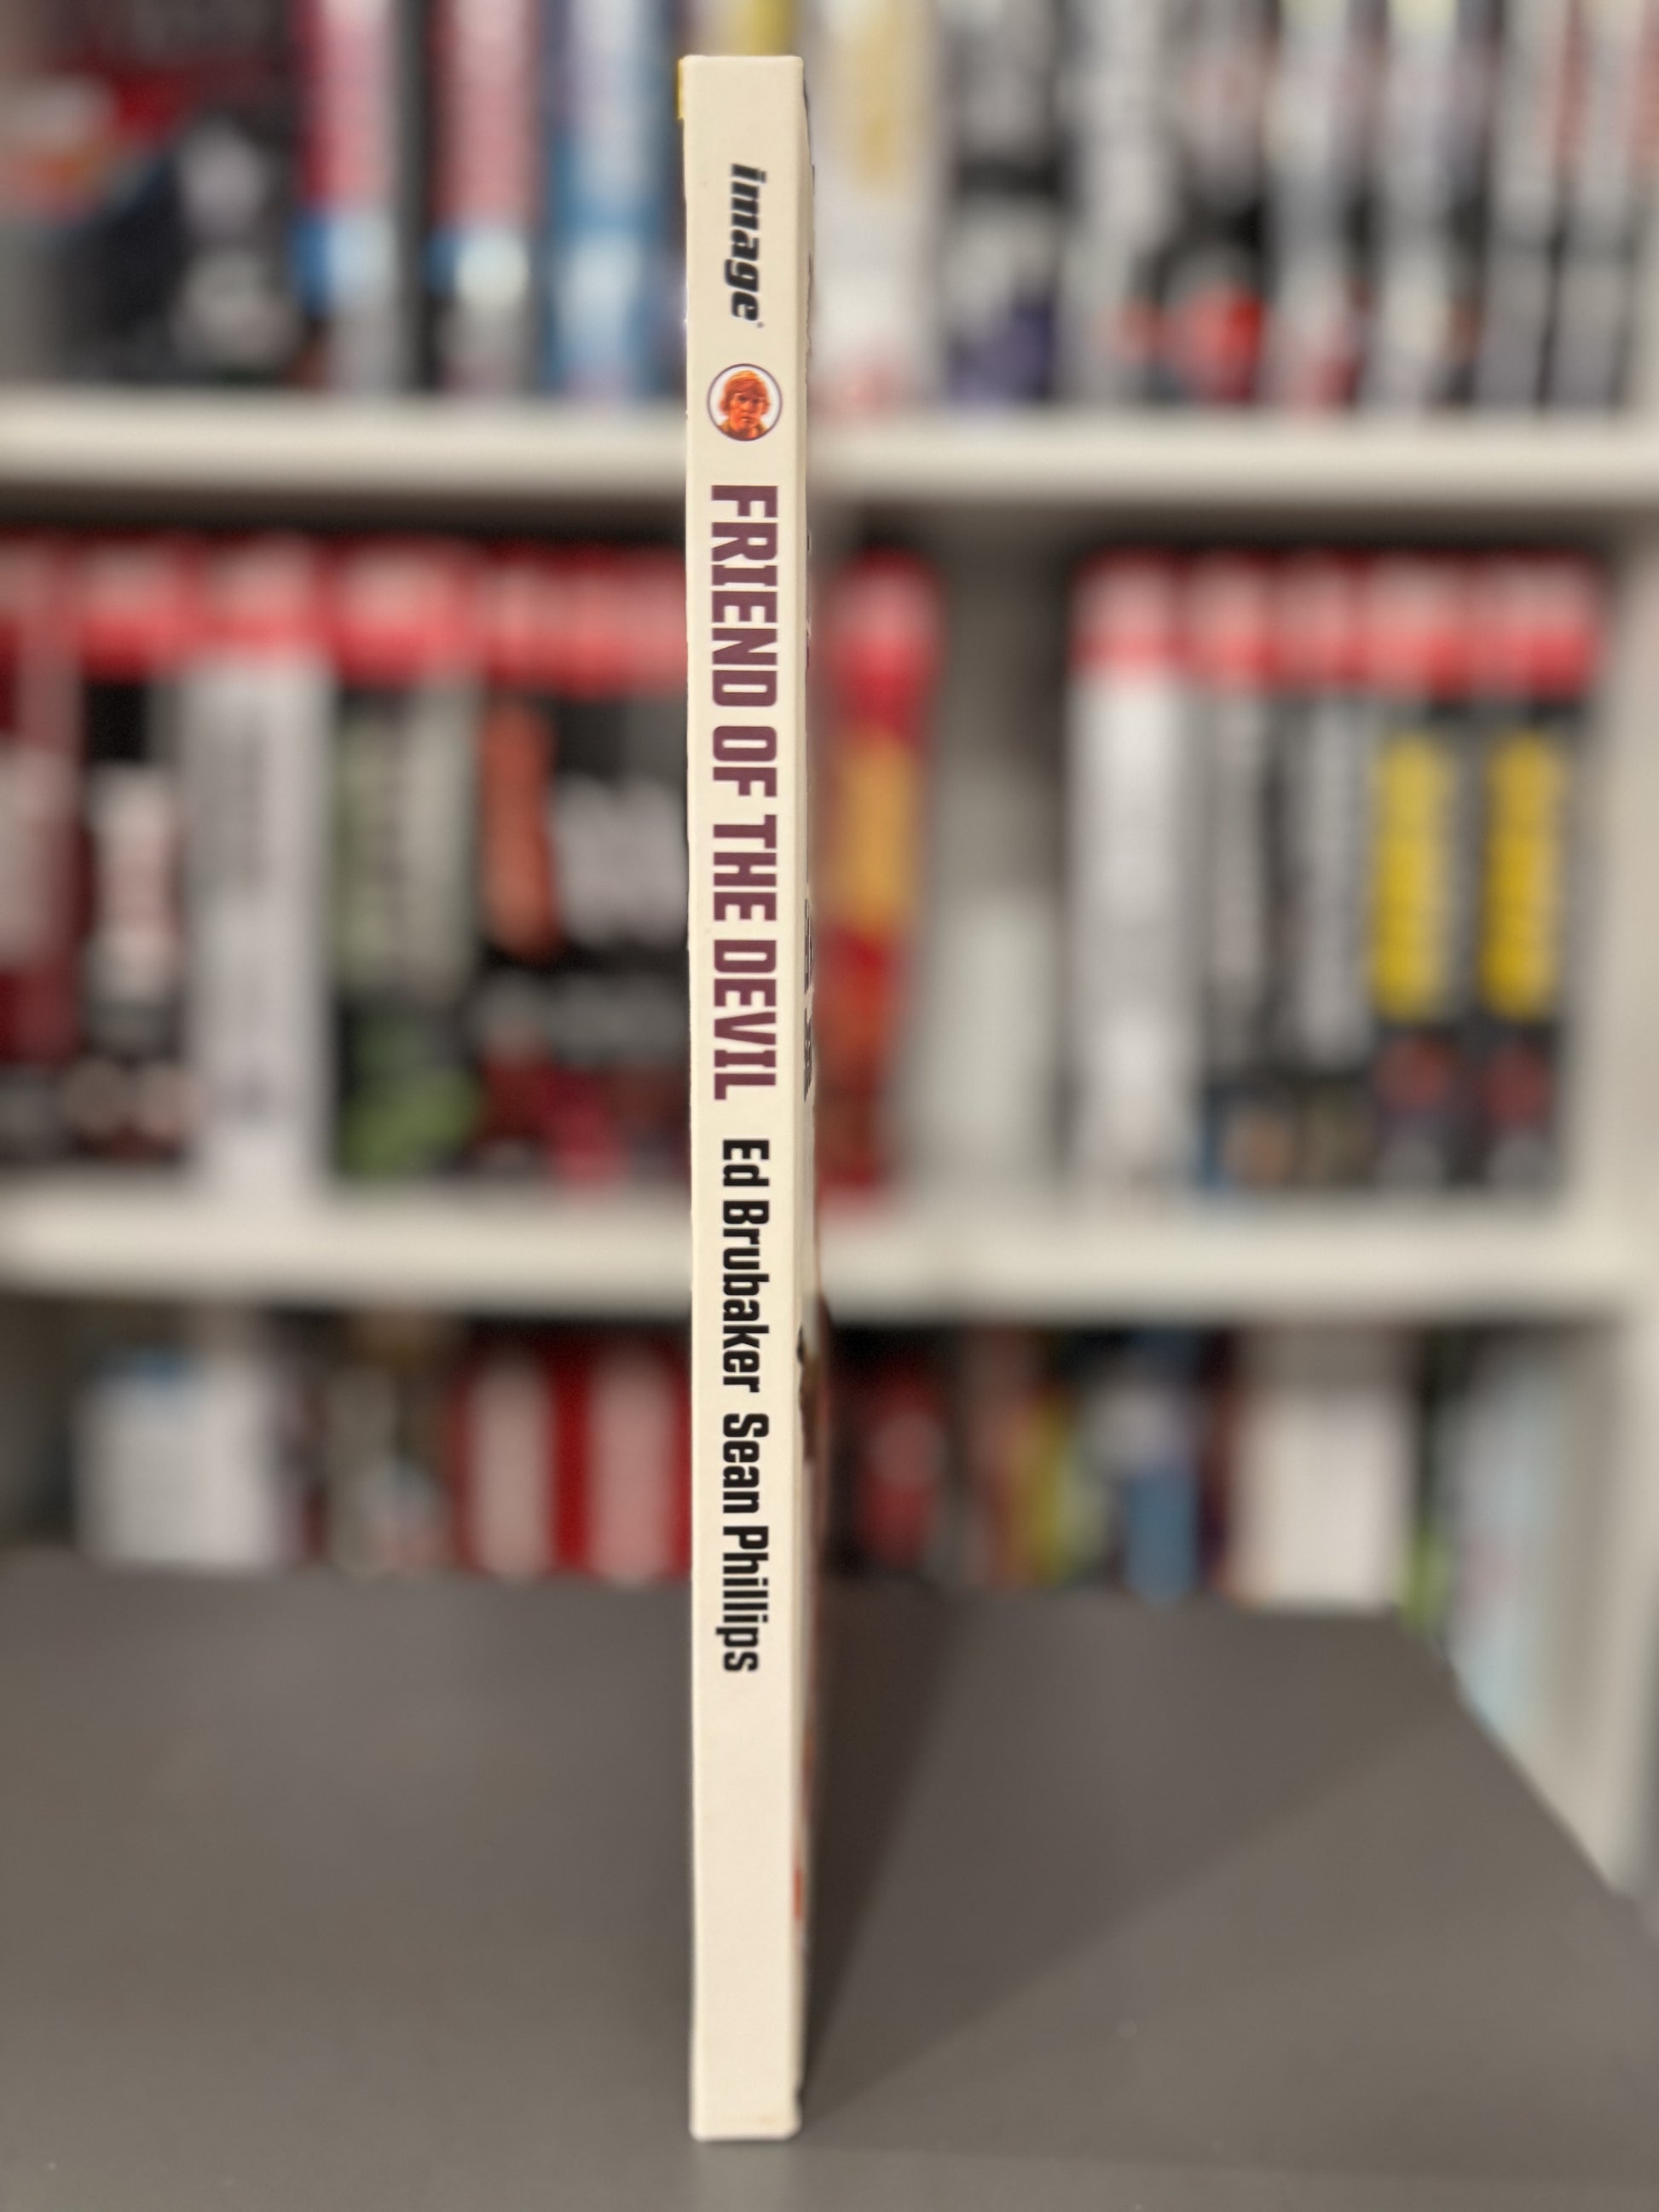 image
FRIEND OF THE DEVIL
Ed Brubaker Sean Phillips